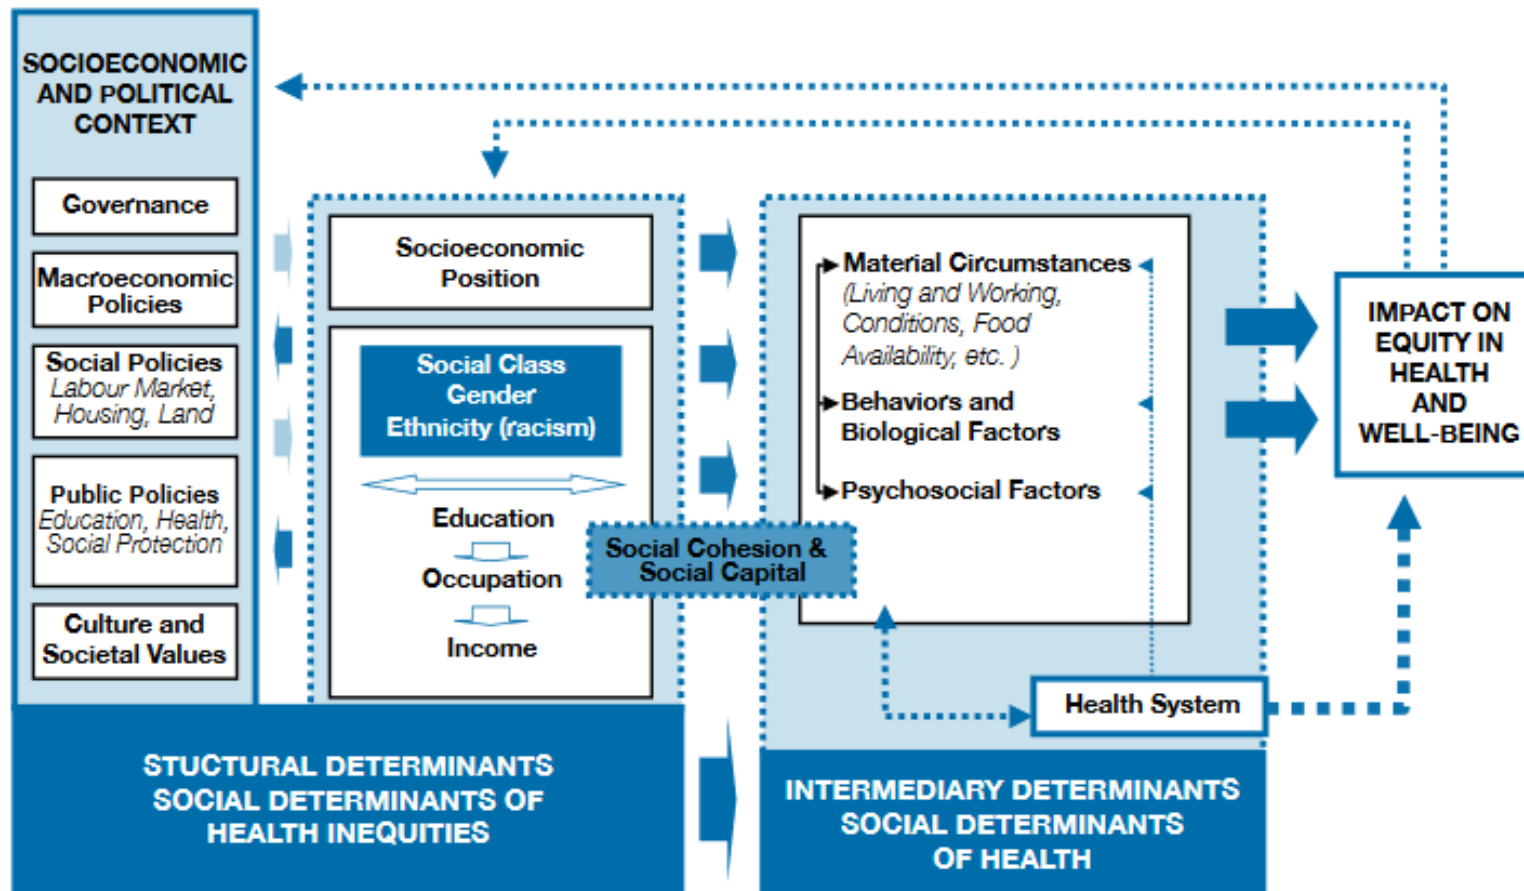 SOCIOECONOMIC
AND POLITICAL
CONTEXT
Governance
Macroeconomic
Policies
Social Policies
Labour Market,
Housing, Land
Public Policies
Education, Health,
Social Protection
Culture and
Societal Values
Socioeconomic
Position
Social Class
Gender
Ethnicity (racism)
Education
Occupation
Income
Social Cohesion &
Social Capital
Material Circumstances
(Living and Working,
Conditions, Food
Availability, etc. )
Behaviors and
Biological Factors
Psychosocial Factors
Health System
IMPACT ON
EQUITY IN
HEALTH
AND
WELL-BEING
STUCTURAL DETERMINANTS
SOCIAL DETERMINANTS OF
HEALTH INEQUITIES
INTERMEDIARY DETERMINANTS
SOCIAL DETERMINANTS
OF HEALTH